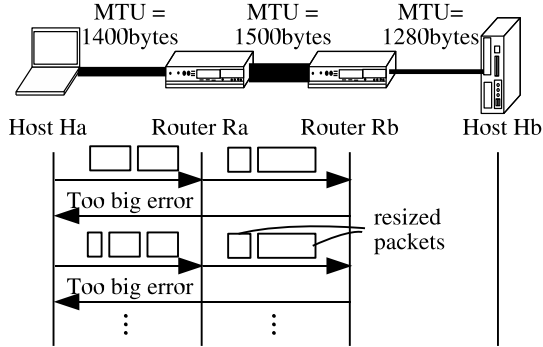 MTU =
1400bytes
MTU =
1500bytes
MTU=
1280bytes
Host Ha
Router Ra
Router Rb
Host Hb
Too big error
resized
packets
Too big error